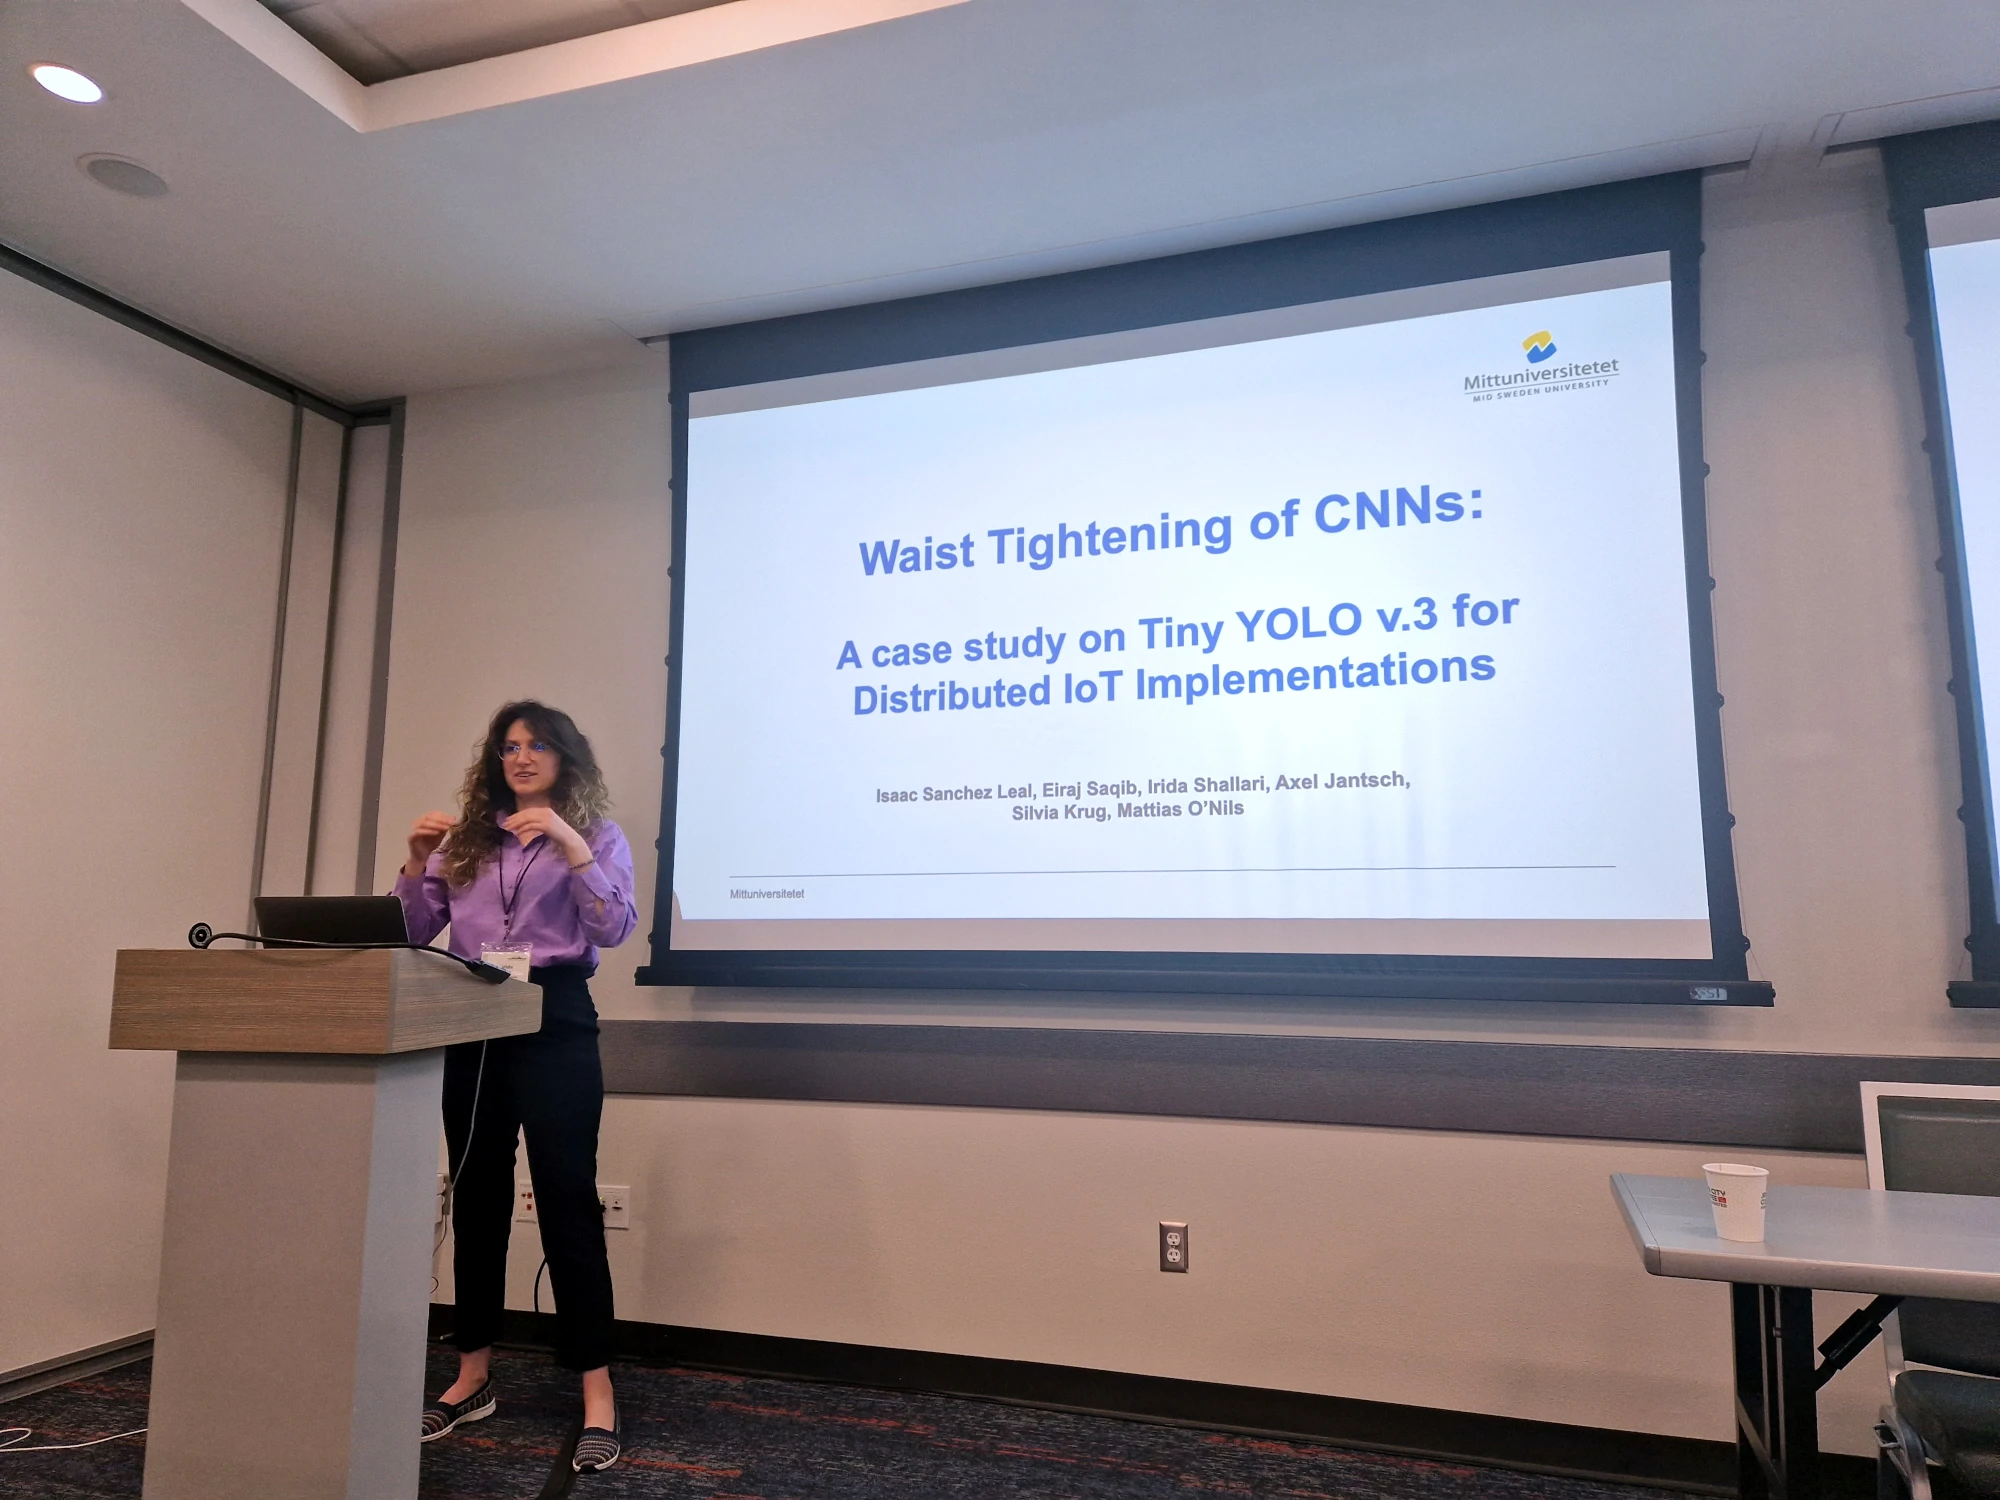 Mittuniversitetet
MID SWEDEN UNIVERSITY
Waist Tightening of CNNs:
A case study on Tiny YOLO v.3 for
Distributed IoT Implementations
Isaac Sanchez Leal, Eiraj Saqib, Irida Shallari, Axel Jantsch,
Silvia Krug, Mattias O'Nils
Mittuniversitetet
CITY